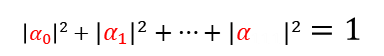 |α₀|² + |α₁|² + ⋯ + |α |² = 1